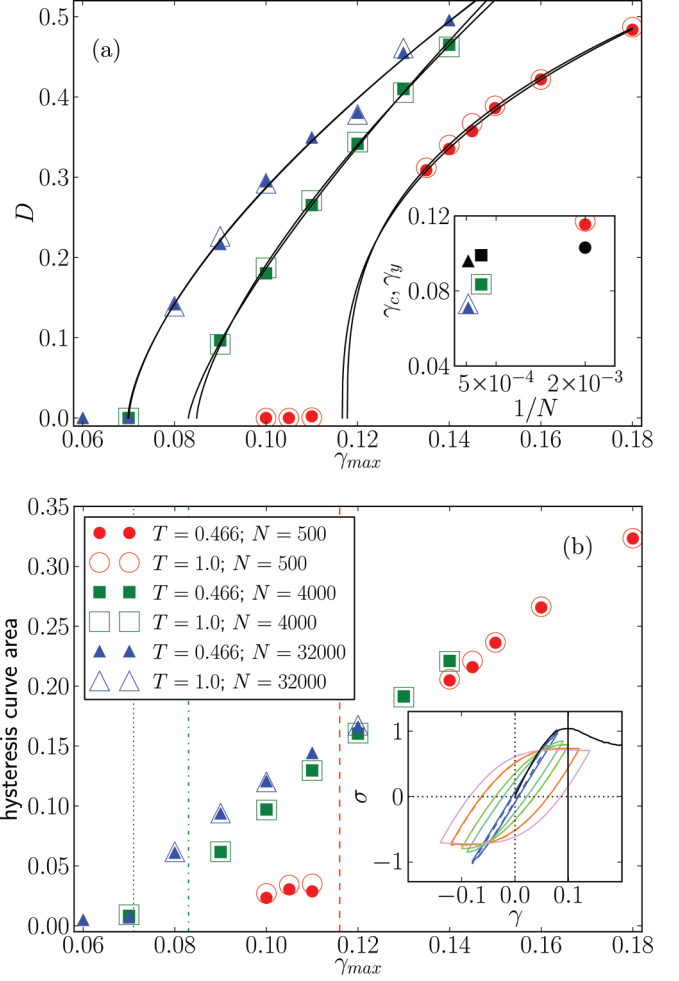 0.5
(a)
0.4
0.3
D
0.2
0.1
0.0
0.12
γc, γy
0.08
0.04
5×10⁻⁴ 2×10⁻³
1/N
0.06 0.08 0.10 0.12 0.14 0.16 0.18
γmax
0.35
T = 0.466; N = 500
(b)
T = 1.0; N = 500
0.30
T = 0.466; N = 4000
T = 1.0; N = 4000
0.25
T = 0.466; N = 32000
T = 1.0; N = 32000
0.20
hysteresis curve area
0.15
0.10
0.05
0.00
1
σ
0
−1
−0.1 0.0 0.1
γ
0.06 0.08 0.10 0.12 0.14 0.16 0.18
γmax